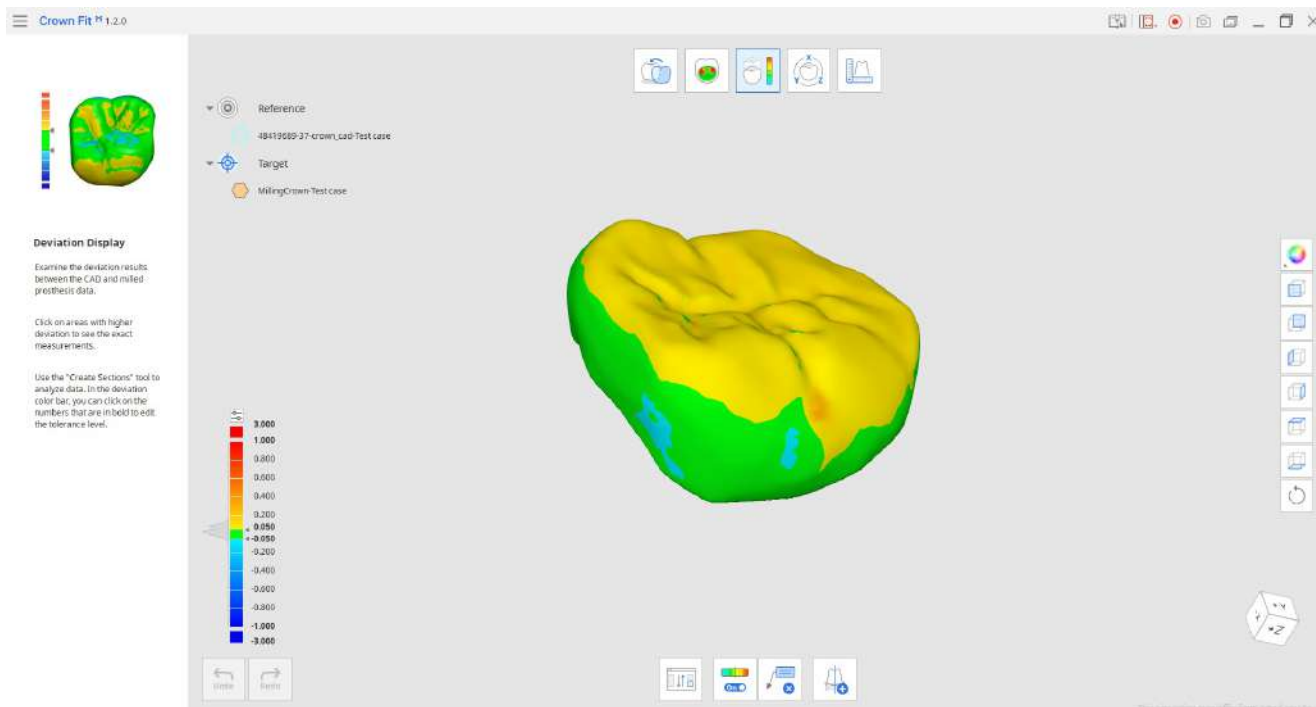 Crown Fit M 1.2.0
Reference
48419689-37-crown_cad-Test case
Target
MillingCrown-Test case
Deviation Display
Examine the deviation results
between the CAD and milled
prosthesis data.
Click on areas with higher
deviation to see the exact
measurements.
Use the "Create Sections" tool to
analyze data. In the deviation
color bar, you can click on the
numbers that are in bold to edit
the tolerance level.
3.000
1.000
0.800
0.600
0.400
0.200
0.050
-0.050
-0.200
-0.400
-0.600
-0.800
-1.000
-3.000
Undo
Redo
On
X
Y
Z
+Y
+Z